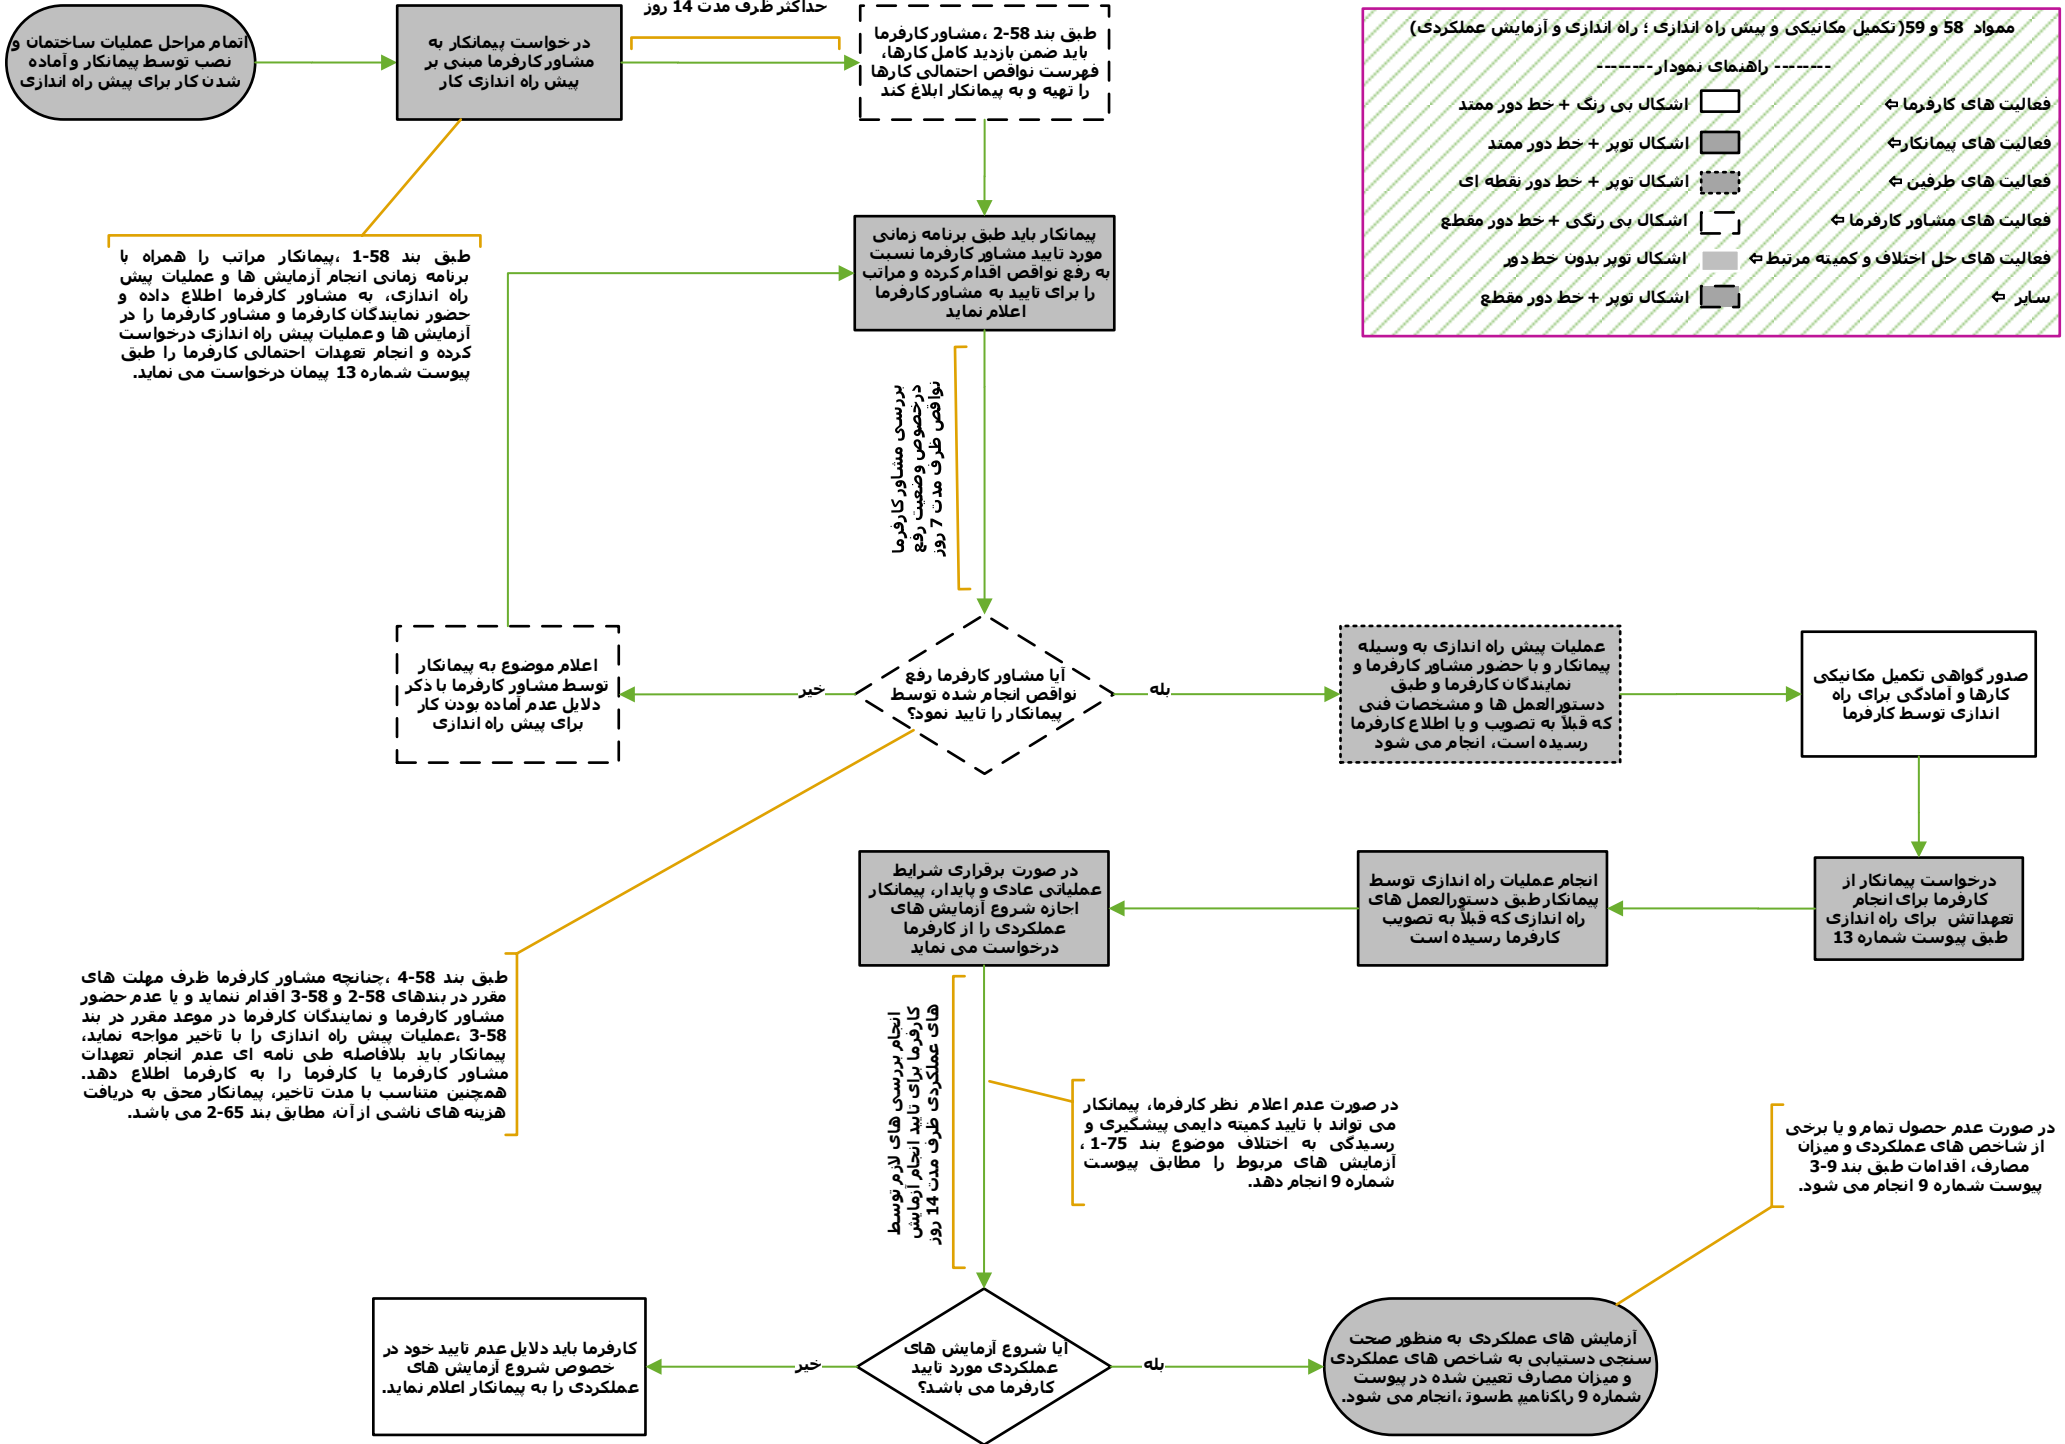 حداکثر ظرف مدت 14 روز
اتمام مراحل عملیات ساختمان و
نصب توسط پیمانکار و آماده
شدن کار برای پیش راه اندازی
در خواست پیمانکار به
مشاور کارفرما مبنی بر
پیش راه اندازی کار
طبق بند 58-2 ،مشاور کارفرما
باید ضمن بازدید کامل کارها،
فهرست نواقص احتمالی کارها
را تهیه و به پیمانکار ابلاغ کند
ممواد 58 و 59( تکمیل مکانیکی و پیش راه اندازی ؛ راه اندازی و آزمایش عملکردی)
-------- راهنمای نمودار --------
فعالیت های کارفرما ⇦ اشکال بی رنگ + خط دور ممتد
فعالیت های پیمانکار⇦ اشکال توپر + خط دور ممتد
فعالیت های طرفین ⇦ اشکال توپر + خط دور نقطه ای
فعالیت های مشاور کارفرما ⇦ اشکال بی رنگی + خط دور مقطع
فعالیت های حل اختلاف و کمیته مرتبط ⇦ اشکال توپر بدون خط دور
سایر ⇦ اشکال توپر + خط دور مقطع
طبق بند 58-1 ،پیمانکار مراتب را همراه با
برنامه زمانی انجام آزمایش ها و عملیات پیش
راه اندازی، به مشاور کارفرما اطلاع داده و
حضور نمایندگان کارفرما و مشاور کارفرما را در
آزمایش ها و عملیات پیش راه اندازی درخواست
کرده و انجام تعهدات احتمالی کارفرما را طبق
پیوست شماره 13 پیمان درخواست می نماید.
پیمانکار باید طبق برنامه زمانی
مورد تایید مشاور کارفرما نسبت
به رفع نواقص اقدام کرده و مراتب
را برای تایید به مشاور کارفرما
اعلام نماید
بررسی مشاور کارفرما
درخصوص وضعیت رفع
نواقص ظرف مدت 7 روز
اعلام موضوع به پیمانکار
توسط مشاور کارفرما با ذکر
دلایل عدم آماده بودن کار
برای پیش راه اندازی
خیر
آیا مشاور کارفرما رفع
نواقص انجام شده توسط
پیمانکار را تایید نمود؟
بله
عملیات پیش راه اندازی به وسیله
پیمانکار و با حضور مشاور کارفرما و
نمایندگان کارفرما و طبق
دستورالعمل ها و مشخصات فنی
که قبلاً به تصویب و یا اطلاع کارفرما
رسیده است، انجام می شود
صدور گواهی تکمیل مکانیکی
کارها و آمادگی برای راه
اندازی توسط کارفرما
درخواست پیمانکار از
کارفرما برای انجام
تعهداتش برای راه اندازی
طبق پیوست شماره 13
انجام عملیات راه اندازی توسط
پیمانکار طبق دستورالعمل های
راه اندازی که قبلاً به تصویب
کارفرما رسیده است
در صورت برقراری شرایط
عملیاتی عادی و پایدار، پیمانکار
اجازه شروع آزمایش های
عملکردی را از کارفرما
درخواست می نماید
طبق بند 58-4 ،چنانچه مشاور کارفرما ظرف مهلت های
مقرر در بندهای 58-2 و 58-3 اقدام ننماید و یا عدم حضور
مشاور کارفرما و نمایندگان کارفرما در موعد مقرر در بند
58-3 ،عملیات پیش راه اندازی را با تاخیر مواجه نماید،
پیمانکار باید بلافاصله طی نامه ای عدم انجام تعهدات
مشاور کارفرما یا کارفرما را به کارفرما اطلاع دهد.
همچنین متناسب با مدت تاخیر، پیمانکار محق به دریافت
هزینه های ناشی از آن، مطابق بند 65-2 می باشد.
انجام بررسی های لازم توسط
کارفرما برای تایید انجام آزمایش
های عملکردی ظرف مدت 14 روز
در صورت عدم اعلام نظر کارفرما، پیمانکار
می تواند با تایید کمیته دایمی پیشگیری و
رسیدگی به اختلاف موضوع بند 75-1 ،
آزمایش های مربوط را مطابق پیوست
شماره 9 انجام دهد.
در صورت عدم حصول تمام و یا برخی
از شاخص های عملکردی و میزان
مصارف، اقدامات طبق بند 9-3
پیوست شماره 9 انجام می شود.
کارفرما باید دلایل عدم تایید خود در
خصوص شروع آزمایش های
عملکردی را به پیمانکار اعلام نماید.
خیر
آیا شروع آزمایش های
عملکردی مورد تایید
کارفرما می باشد؟
بله
آزمایش های عملکردی به منظور صحت
سنجی دستیابی به شاخص های عملکردی
و میزان مصارف تعیین شده در پیوست
شماره 9 راکنامیپ طسوت ،انجام می شود.